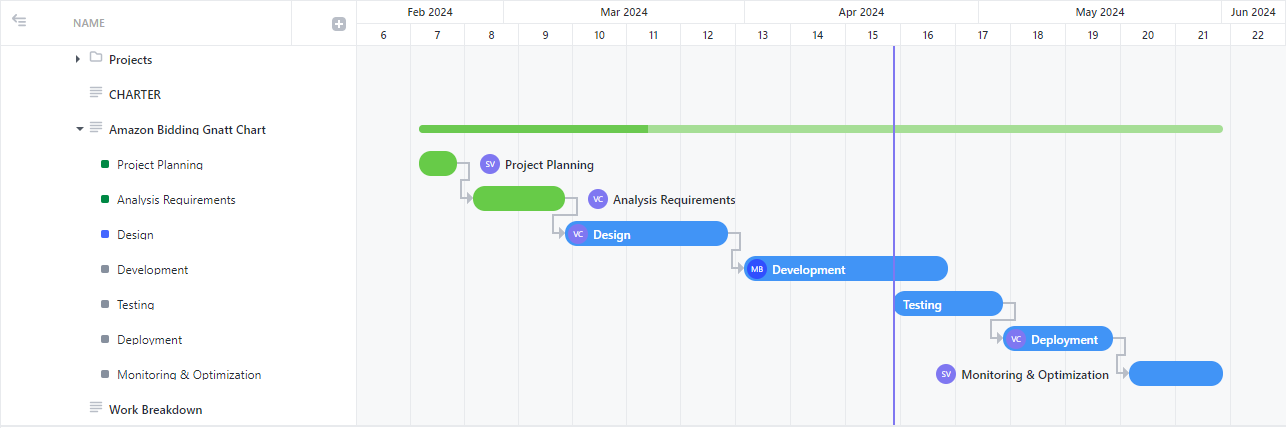 NAME
Feb 2024 Mar 2024 Apr 2024 May 2024 Jun 2024
6 7 8 9 10 11 12 13 14 15 16 17 18 19 20 21 22
Projects
CHARTER
Amazon Bidding Gnatt Chart
Project Planning SV Project Planning
Analysis Requirements VC Analysis Requirements
Design VC Design
Development MB Development
Testing Testing
Deployment VC Deployment
Monitoring & Optimization SV Monitoring & Optimization
Work Breakdown